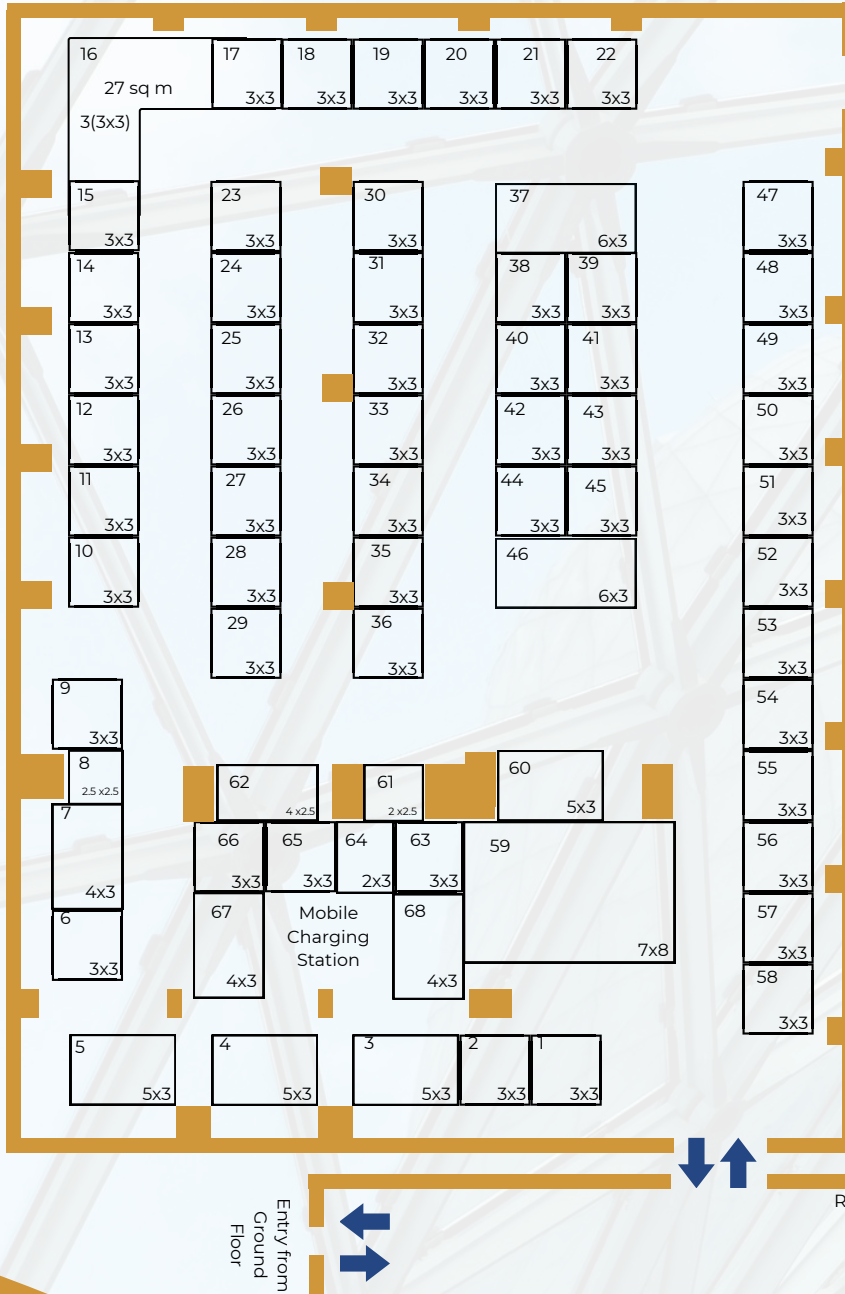 16
27 sq m
3(3x3)
17
3x3
18
3x3
19
3x3
20
3x3
21
3x3
22
3x3
15
3x3
14
3x3
13
3x3
12
3x3
11
3x3
10
3x3
23
3x3
24
3x3
25
3x3
26
3x3
27
3x3
28
3x3
29
3x3
30
3x3
31
3x3
32
3x3
33
3x3
34
3x3
35
3x3
36
3x3
37
6x3
38
3x3
39
3x3
40
3x3
41
3x3
42
3x3
43
3x3
44
3x3
45
3x3
46
6x3
47
3x3
48
3x3
49
3x3
50
3x3
51
3x3
52
3x3
53
3x3
54
3x3
55
3x3
56
3x3
57
3x3
58
3x3
9
3x3
8
2.5 x2.5
7
4x3
6
3x3
62
4 x2.5
61
2 x2.5
60
5x3
66
3x3
65
3x3
64
2x3
63
3x3
59
7x8
67
4x3
Mobile
Charging
Station
68
4x3
5
5x3
4
5x3
3
5x3
2
3x3
1
3x3
Entry from
Ground
Floor
R